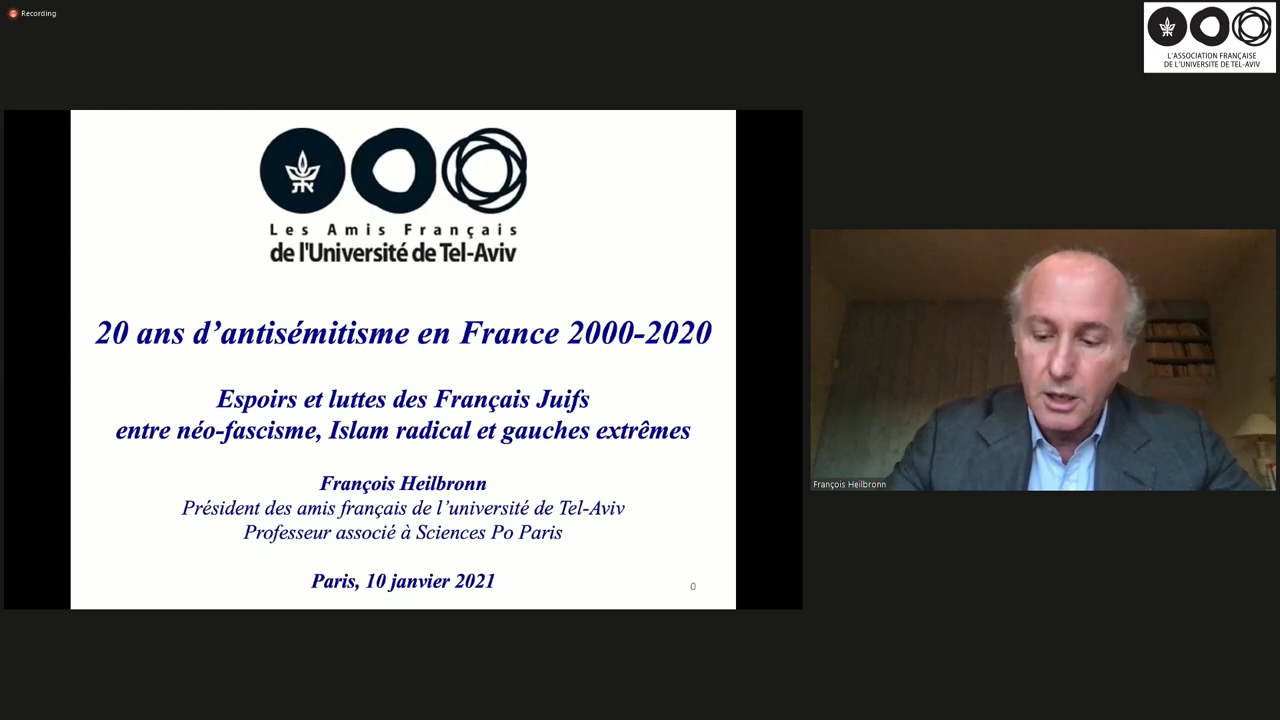 Recording
L'ASSOCIATION FRANÇAISE
DE L'UNIVERSITE DE TEL-AVIV
Les Amis Français
de l'Université de Tel-Aviv
20 ans d’antisémitisme en France 2000-2020
Espoirs et luttes des Français Juifs
entre néo-fascisme, Islam radical et gauches extrêmes
François Heilbronn
Président des amis français de l’université de Tel-Aviv
Professeur associé à Sciences Po Paris
Paris, 10 janvier 2021
0
François Heilbronn